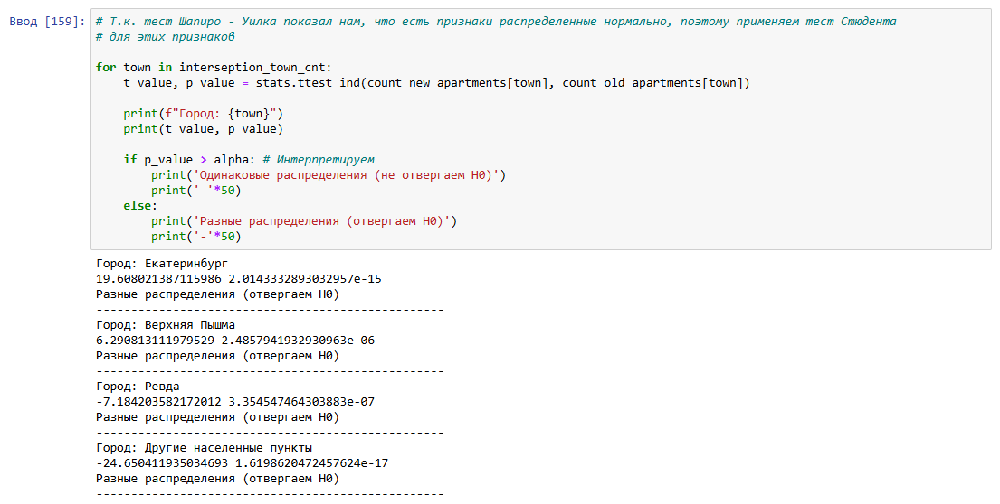 Ввод [159]:
# Т.к. тест Шапиро - Уилка показал нам, что есть признаки распределенные нормально, поэтому применяем тест Стюдента
# для этих признаков
for town in interseption_town_cnt:
t_value, p_value = stats.ttest_ind(count_new_apartments[town], count_old_apartments[town])
print(f"Город: {town}")
print(t_value, p_value)
if p_value > alpha: # Интерпретируем
print('Одинаковые распределения (не отвергаем H0)')
print('-'*50)
else:
print('Разные распределения (отвергаем H0)')
print('-'*50)
Город: Екатеринбург
19.608021387115986 2.0143332893032957e-15
Разные распределения (отвергаем H0)
--------------------------------------------------
Город: Верхняя Пышма
6.290813111979529 2.4857941932930963e-06
Разные распределения (отвергаем H0)
--------------------------------------------------
Город: Ревда
-7.184203582172012 3.354547464303883e-07
Разные распределения (отвергаем H0)
--------------------------------------------------
Город: Другие населенные пункты
-24.650411935034693 1.6198620472457624e-17
Разные распределения (отвергаем H0)
--------------------------------------------------